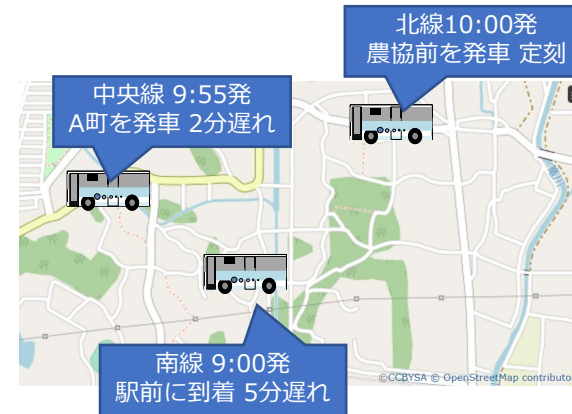 北線10:00発
農協前を発車 定刻
中央線 9:55発
A町を発車 2分遅れ
南線 9:00発
駅前に到着 5分遅れ
©CCBYSA © OpenStreetMap contributo